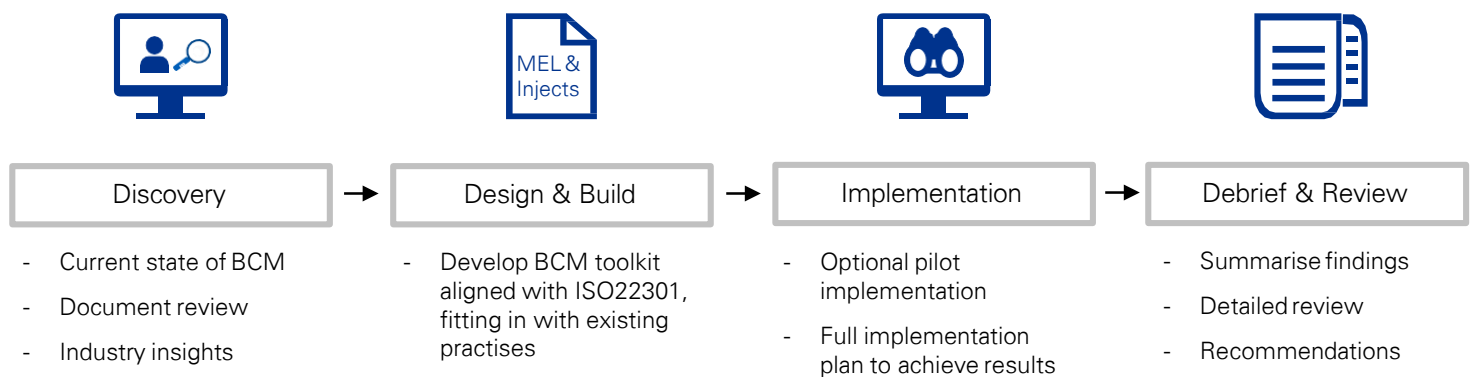 MEL &
Injects
Discovery
Design & Build
Implementation
Debrief & Review
- Current state of BCM
- Document review
- Industry insights
- Develop BCM toolkit
aligned with ISO22301,
fitting in with existing
practises
- Optional pilot
implementation
- Full implementation
plan to achieve results
- Summarise findings
- Detailed review
- Recommendations